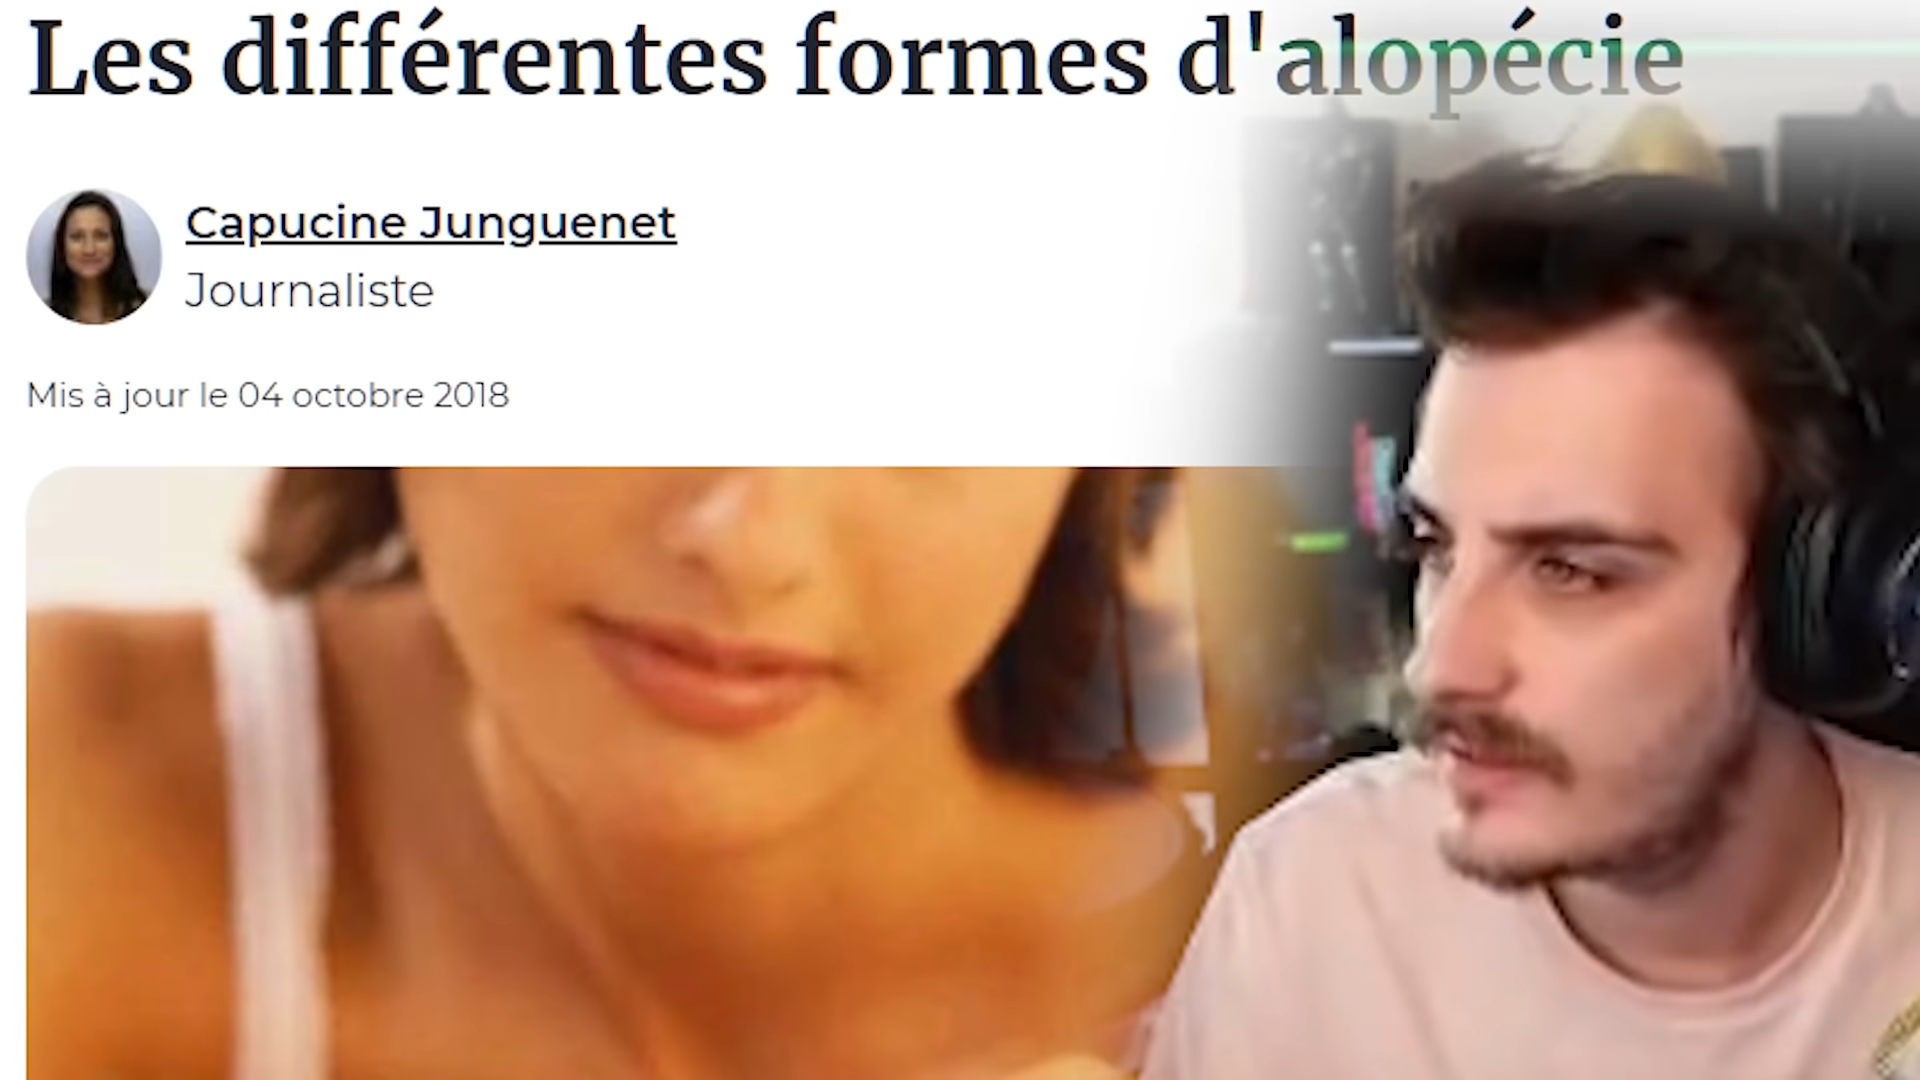 Les différentes formes d'alopécie
Capucine Junguenet
Journaliste
Mis à jour le 04 octobre 2018